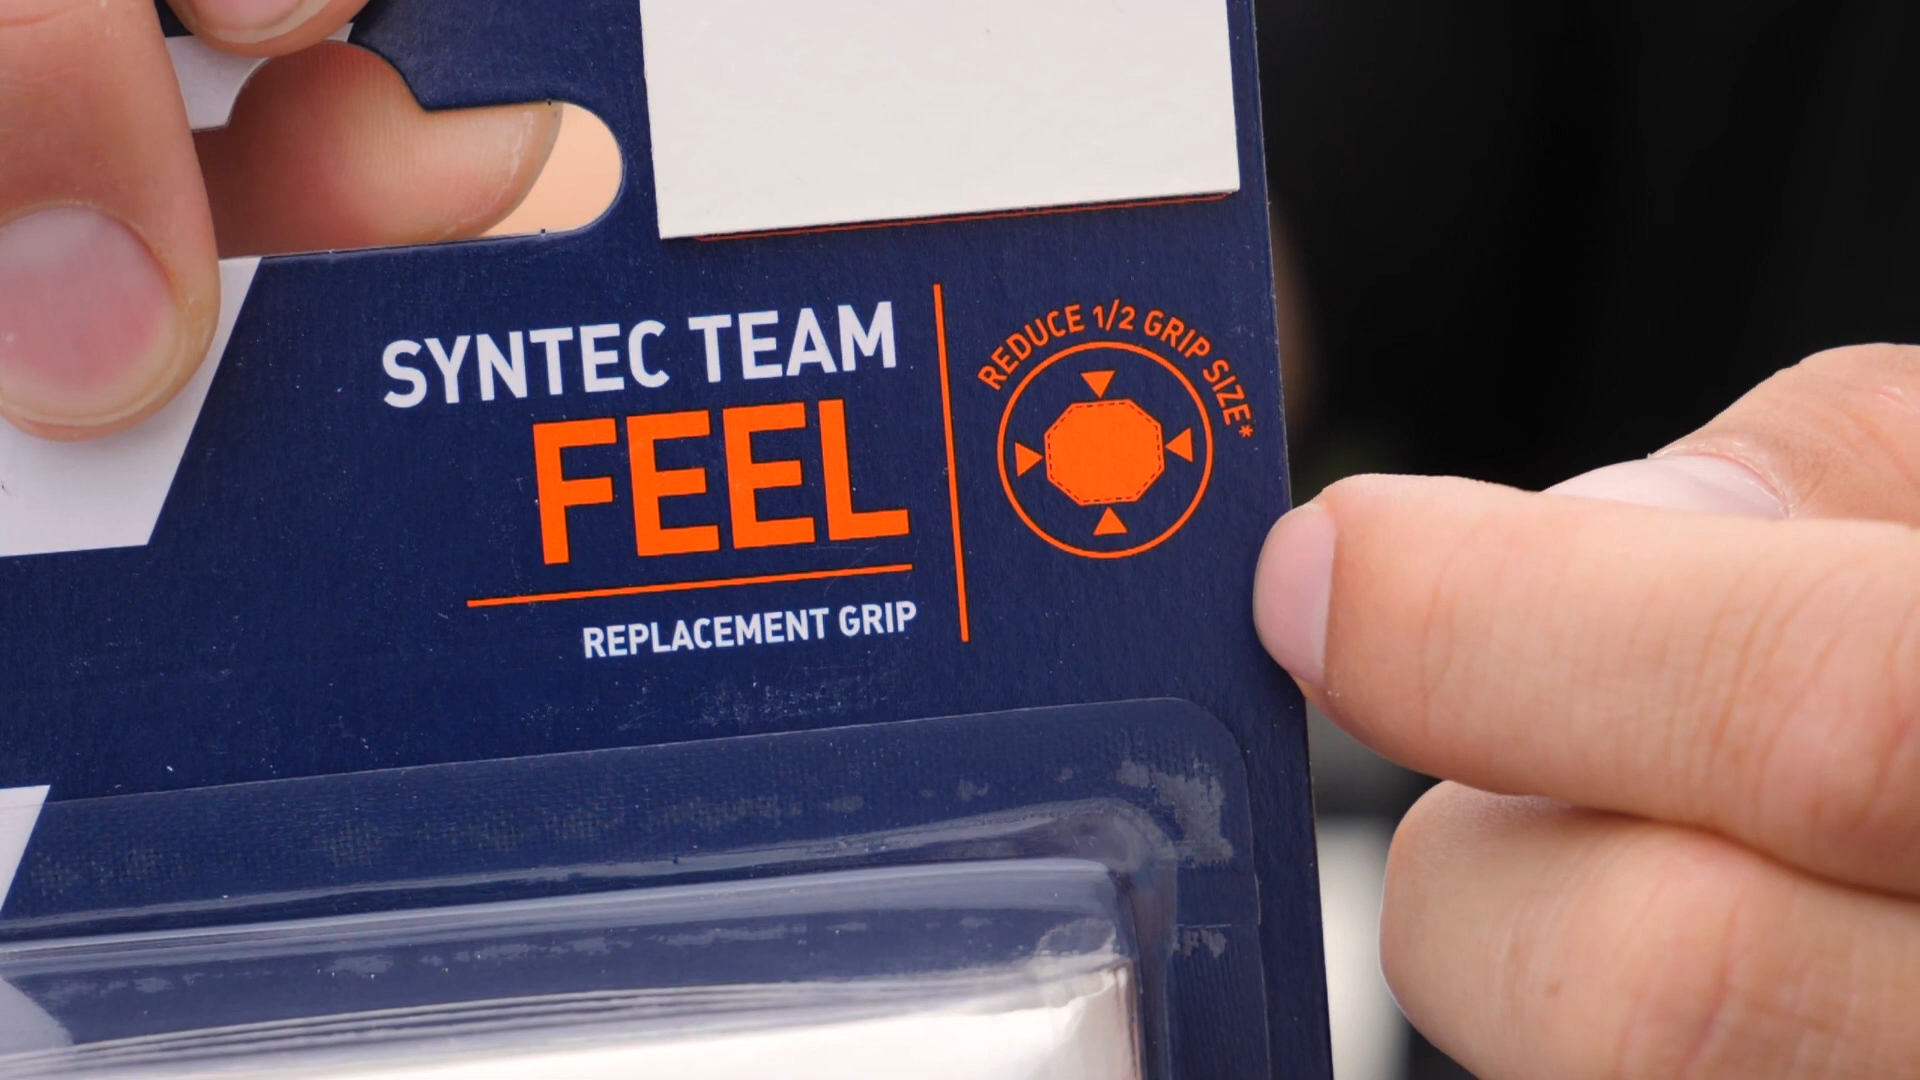 SYNTEC TEAM
FEEL
REPLACEMENT GRIP
REDUCE 1/2 GRIP SIZE*